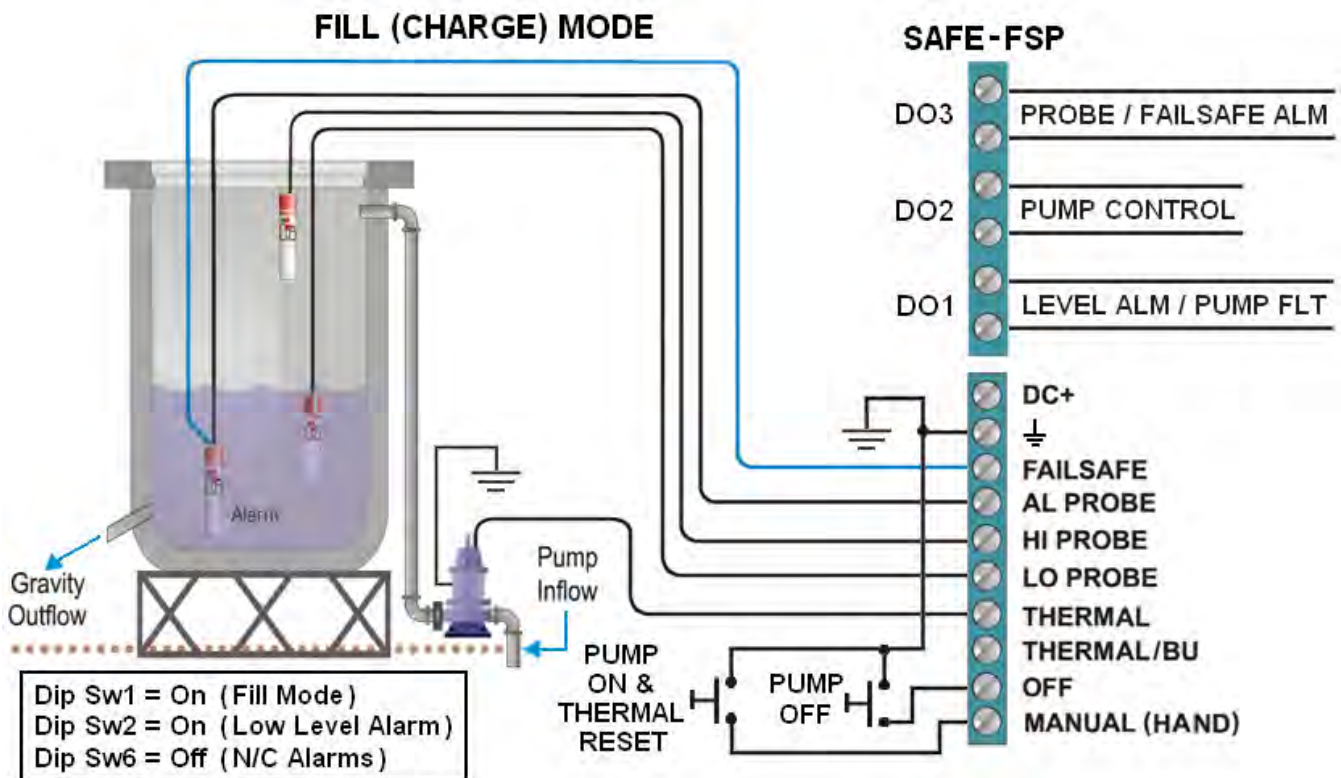 FILL (CHARGE) MODE
SAFE-FSP
DO3
PROBE / FAILSAFE ALM
DO2
PUMP CONTROL
DO1
LEVEL ALM / PUMP FLT
DC+
FAILSAFE
AL PROBE
HI PROBE
LO PROBE
THERMAL
THERMAL/BU
OFF
MANUAL (HAND)
Alarm
Gravity
Outflow
Pump
Inflow
PUMP
ON &
THERMAL
RESET
PUMP
OFF
Dip Sw1 = On (Fill Mode)
Dip Sw2 = On (Low Level Alarm)
Dip Sw6 = Off (N/C Alarms)